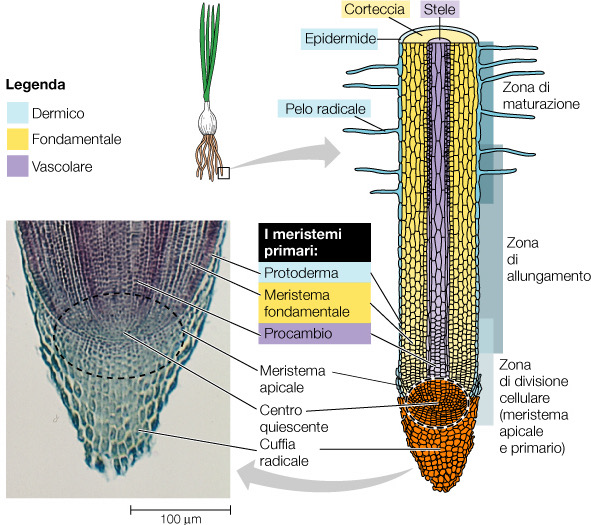 Corteccia
Stele
Epidermide
Legenda
Dermico
Fondamentale
Vascolare
Pelo radicale
Zona di
maturazione
I meristemi
primari:
Protoderma
Meristema
fondamentale
Procambio
Zona
di
allungamento
Meristema
apicale
Centro
quiescente
Cuffia
radicale
Zona
di divisione
cellulare
(meristema
apicale
e primario)
100 μm